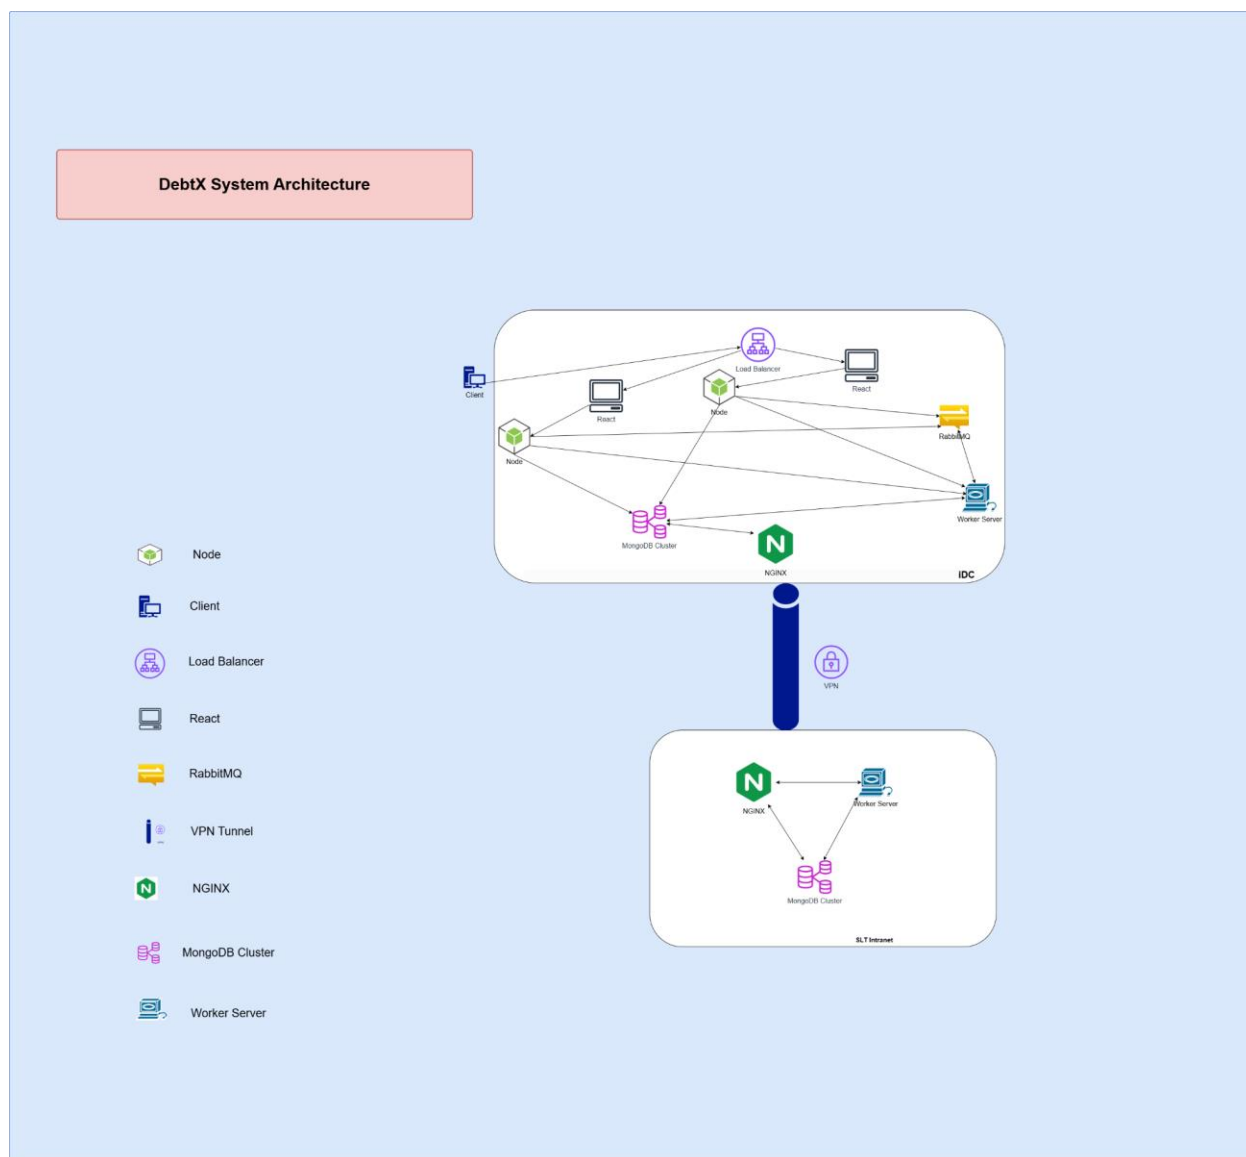 DebtX System Architecture
Load Balancer
Client
React
React
Node
Node
RabbitMQ
Worker Server
MongoDB Cluster
NGINX
IDC
VPN
NGINX
Worker Server
MongoDB Cluster
SLT Intranet
Node
Client
Load Balancer
React
RabbitMQ
VPN Tunnel
NGINX
MongoDB Cluster
Worker Server